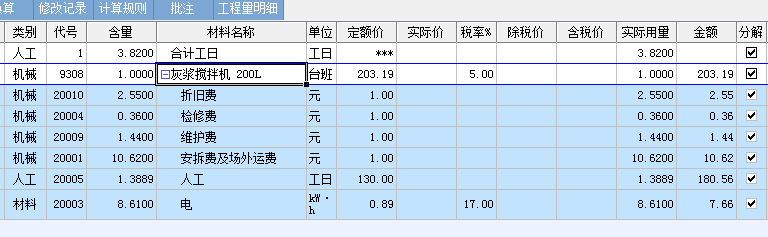 换算 修改记录 计算规则 批注 工程量明细
类别 代号 含量 材料名称 单位 定额价 实际价 税率% 除税价 含税价 实际用量 金额 分解
人工 1 3.8200 合计工日 工日 *** 3.8200
机械 9308 1.0000 灰浆搅拌机 200L 台班 203.19 5.00 1.0000 203.19
机械 20010 2.5500 折旧费 元 1.00 2.5500 2.55
机械 20004 0.3600 检修费 元 1.00 0.3600 0.36
机械 20009 1.4400 维护费 元 1.00 1.4400 1.44
机械 20001 10.6200 安拆费及场外运费 元 1.00 10.6200 10.62
人工 20005 1.3889 人工 工日 130.00 1.3889 180.56
材料 20003 8.6100 电 kW·h 0.89 17.00 8.6100 7.66